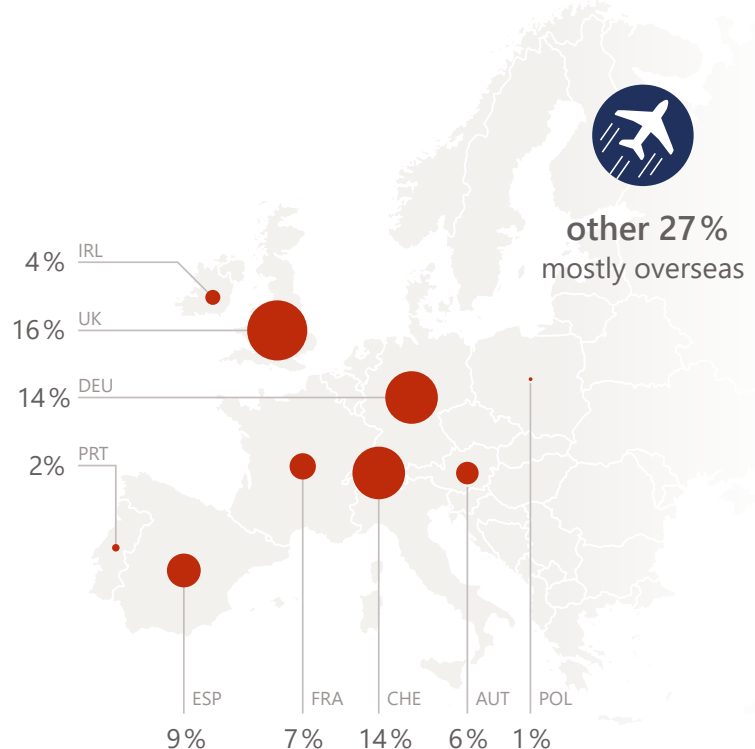 other 27 %
mostly overseas
4 % IRL
16 % UK
14 % DEU
2% PRT
ESP
9 %
FRA
7 %
CHE
14 %
AUT
6 %
POL
1 %